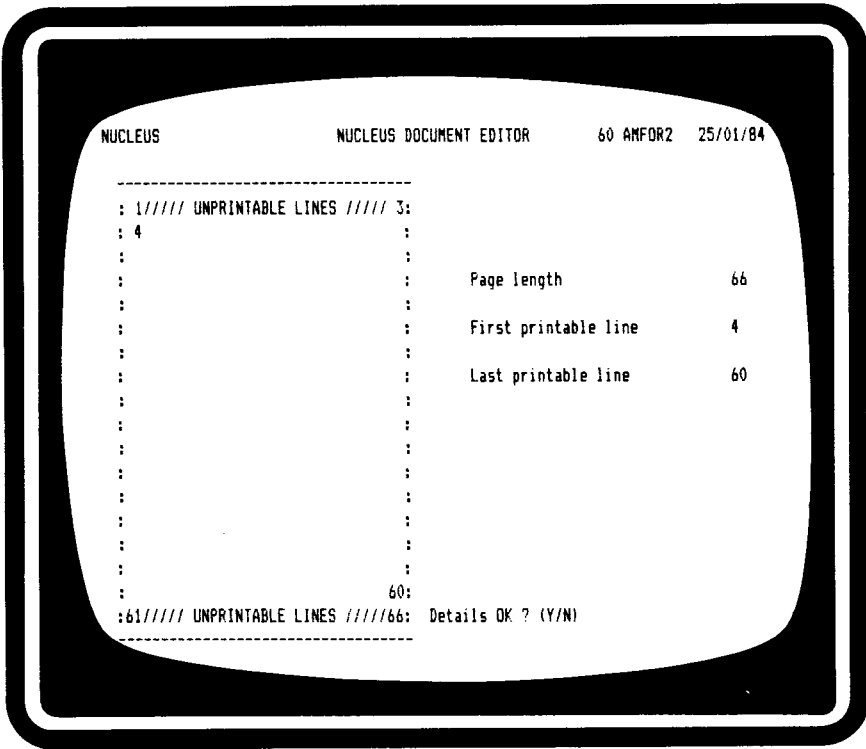 NUCLEUS NUCLEUS DOCUMENT EDITOR 60 AMFOR2 25/01/84
----------------------------------
: 1///// UNPRINTABLE LINES ///// 3:
: 4 :
: :
: : Page length 66
: :
: : First printable line 4
: :
: : Last printable line 60
: :
: :
: :
: :
: :
: :
: :
: :
: 60:
:61///// UNPRINTABLE LINES /////66: Details OK ? (Y/N)
----------------------------------